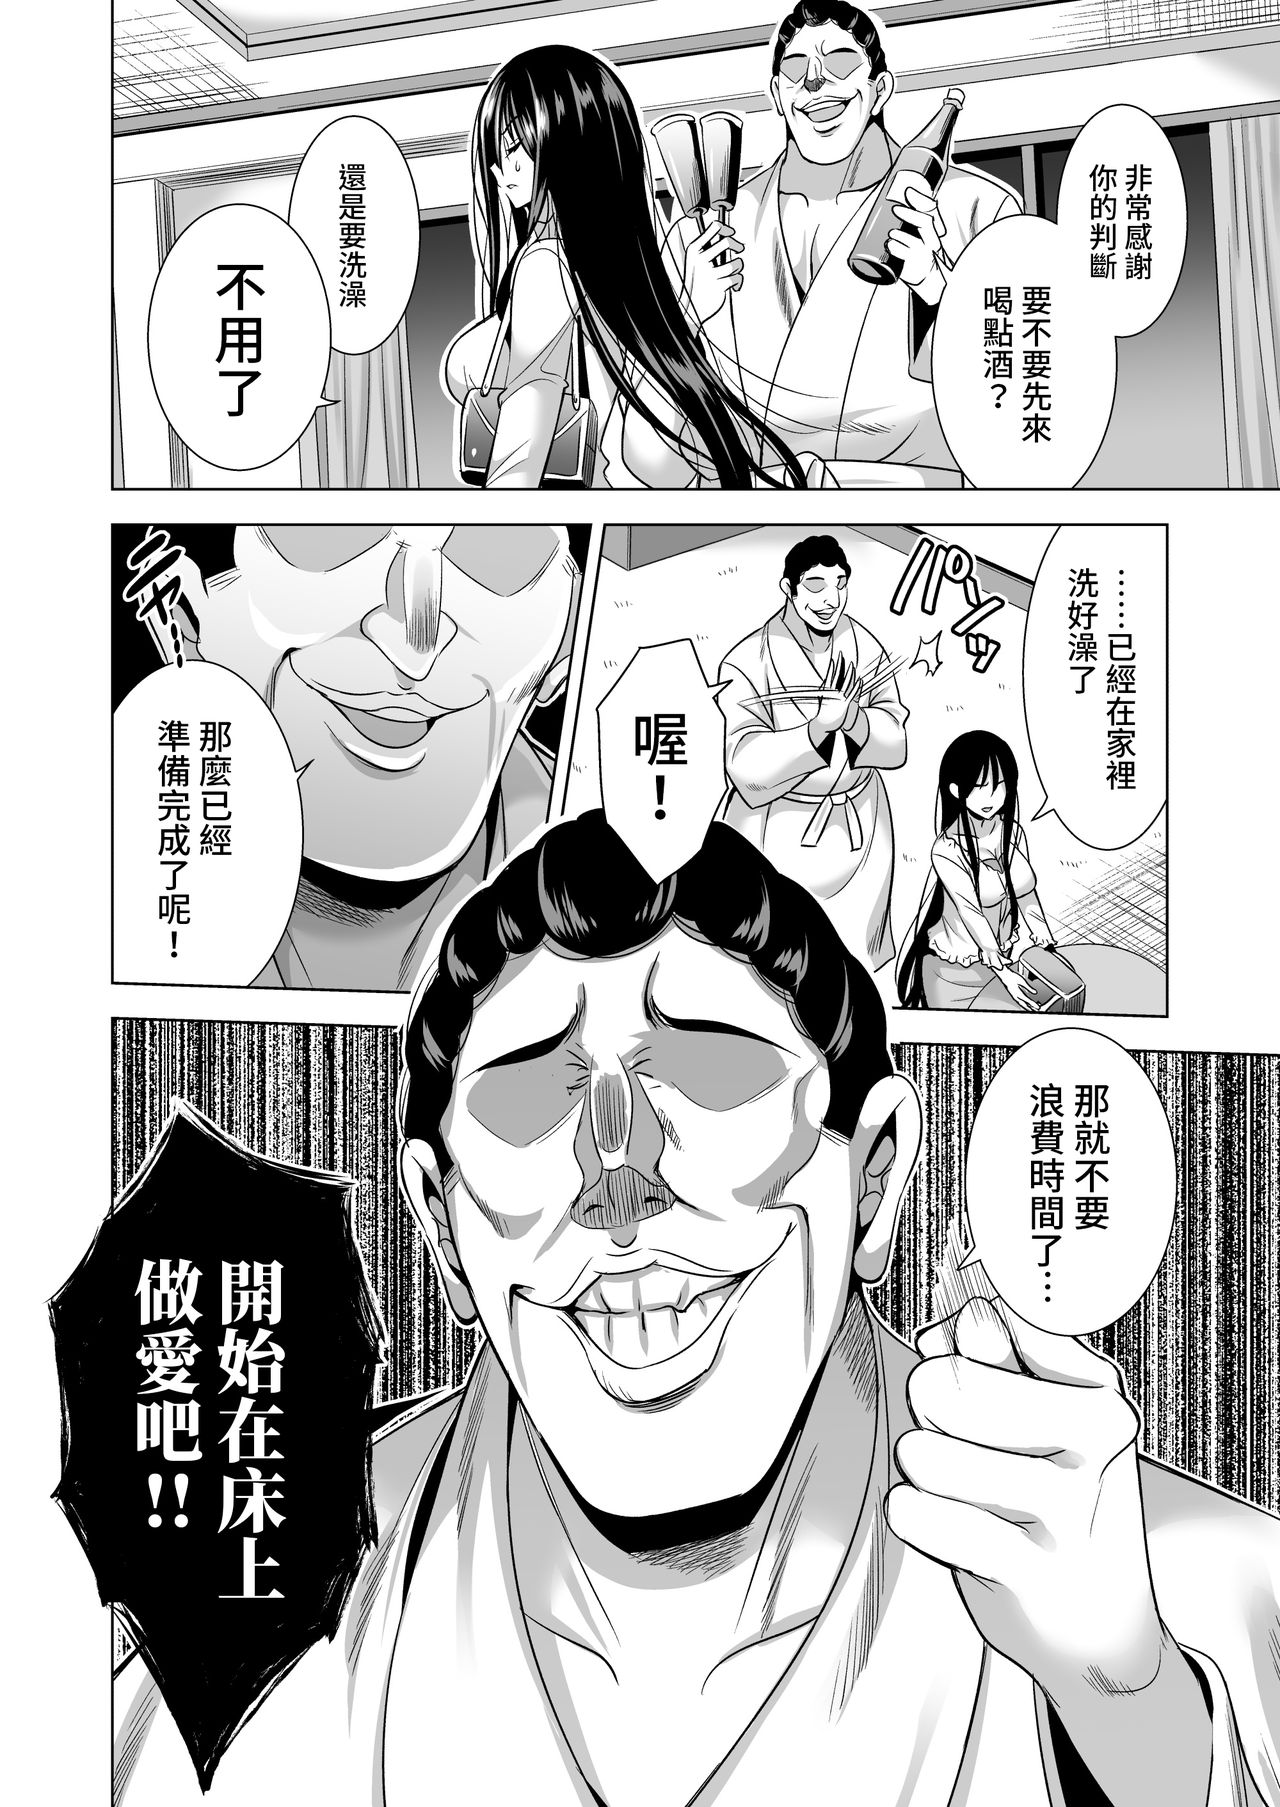 非常感謝
你的判斷
要不要先來
喝點酒？
還是要洗澡
不用了
……已經在家裡
洗好澡了
パンッ
喔！
ニヤ…
那麼已經
準備完成了呢！
那就不要
浪費時間了…
開始在床上
做愛吧！！